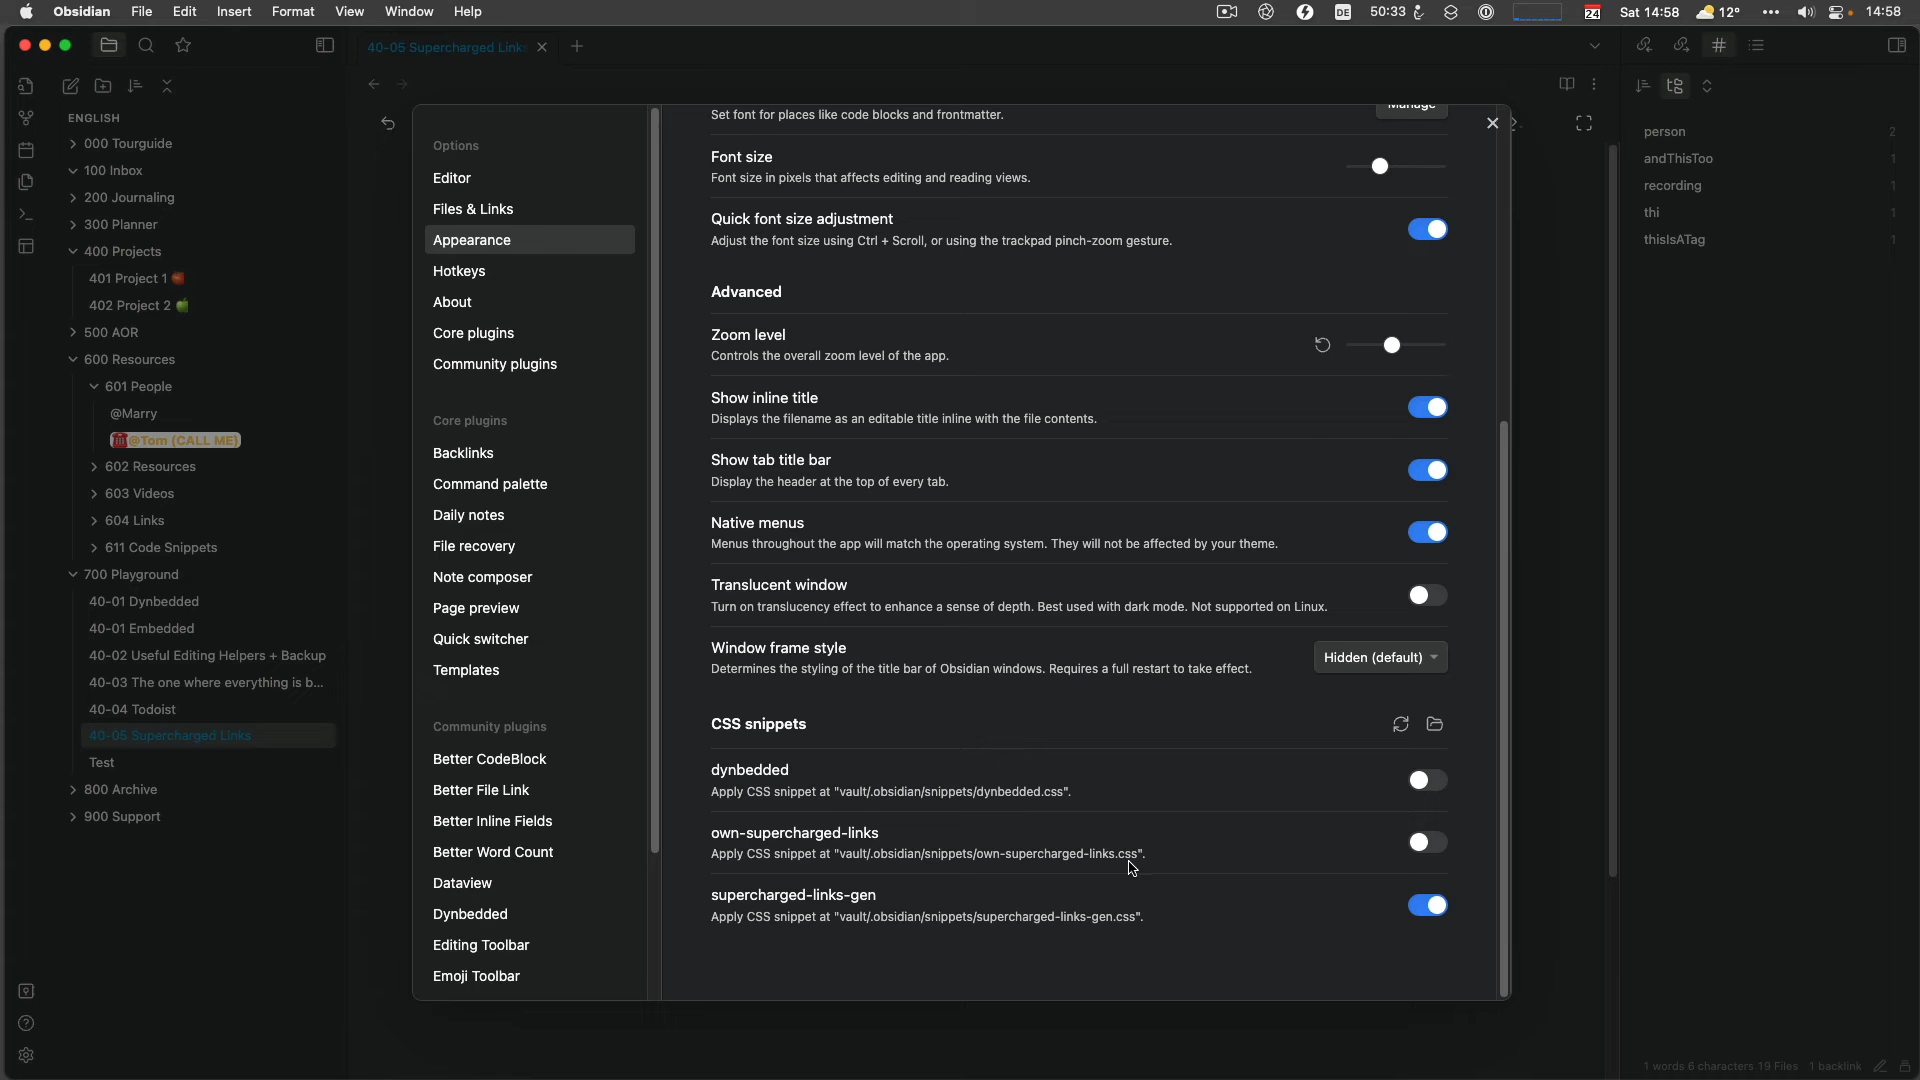 Obsidian File Edit Insert Format View Window Help
DE 50:33 24 Sat 14:58 12° 14:58
40-05 Supercharged Link
ENGLISH
000 Tourguide
100 Inbox
200 Journaling
300 Planner
400 Projects
401 Project 1
402 Project 2
500 AOR
600 Resources
601 People
@Marry
@Tom (CALL ME)
602 Resources
603 Videos
604 Links
611 Code Snippets
700 Playground
40-01 Dynbedded
40-01 Embedded
40-02 Useful Editing Helpers + Backup
40-03 The one where everything is b...
40-04 Todoist
40-05 Supercharged Links
Test
800 Archive
900 Support
Options
Editor
Files & Links
Appearance
Hotkeys
About
Core plugins
Community plugins
Core plugins
Backlinks
Command palette
Daily notes
File recovery
Note composer
Page preview
Quick switcher
Templates
Community plugins
Better CodeBlock
Better File Link
Better Inline Fields
Better Word Count
Dataview
Dynbedded
Editing Toolbar
Emoji Toolbar
Manage
Set font for places like code blocks and frontmatter.
Font size
Font size in pixels that affects editing and reading views.
Quick font size adjustment
Adjust the font size using Ctrl + Scroll, or using the trackpad pinch-zoom gesture.
Advanced
Zoom level
Controls the overall zoom level of the app.
Show inline title
Displays the filename as an editable title inline with the file contents.
Show tab title bar
Display the header at the top of every tab.
Native menus
Menus throughout the app will match the operating system. They will not be affected by your theme.
Translucent window
Turn on translucency effect to enhance a sense of depth. Best used with dark mode. Not supported on Linux.
Window frame style
Determines the styling of the title bar of Obsidian windows. Requires a full restart to take effect.
Hidden (default)
CSS snippets
dynbedded
Apply CSS snippet at "vault/.obsidian/snippets/dynbedded.css".
own-supercharged-links
Apply CSS snippet at "vault/.obsidian/snippets/own-supercharged-links.css".
supercharged-links-gen
Apply CSS snippet at "vault/.obsidian/snippets/supercharged-links-gen.css".
person 2
andThisToo 1
recording 1
thi 1
thisIsATag 1
1 words 6 characters 19 Files 1 backlink